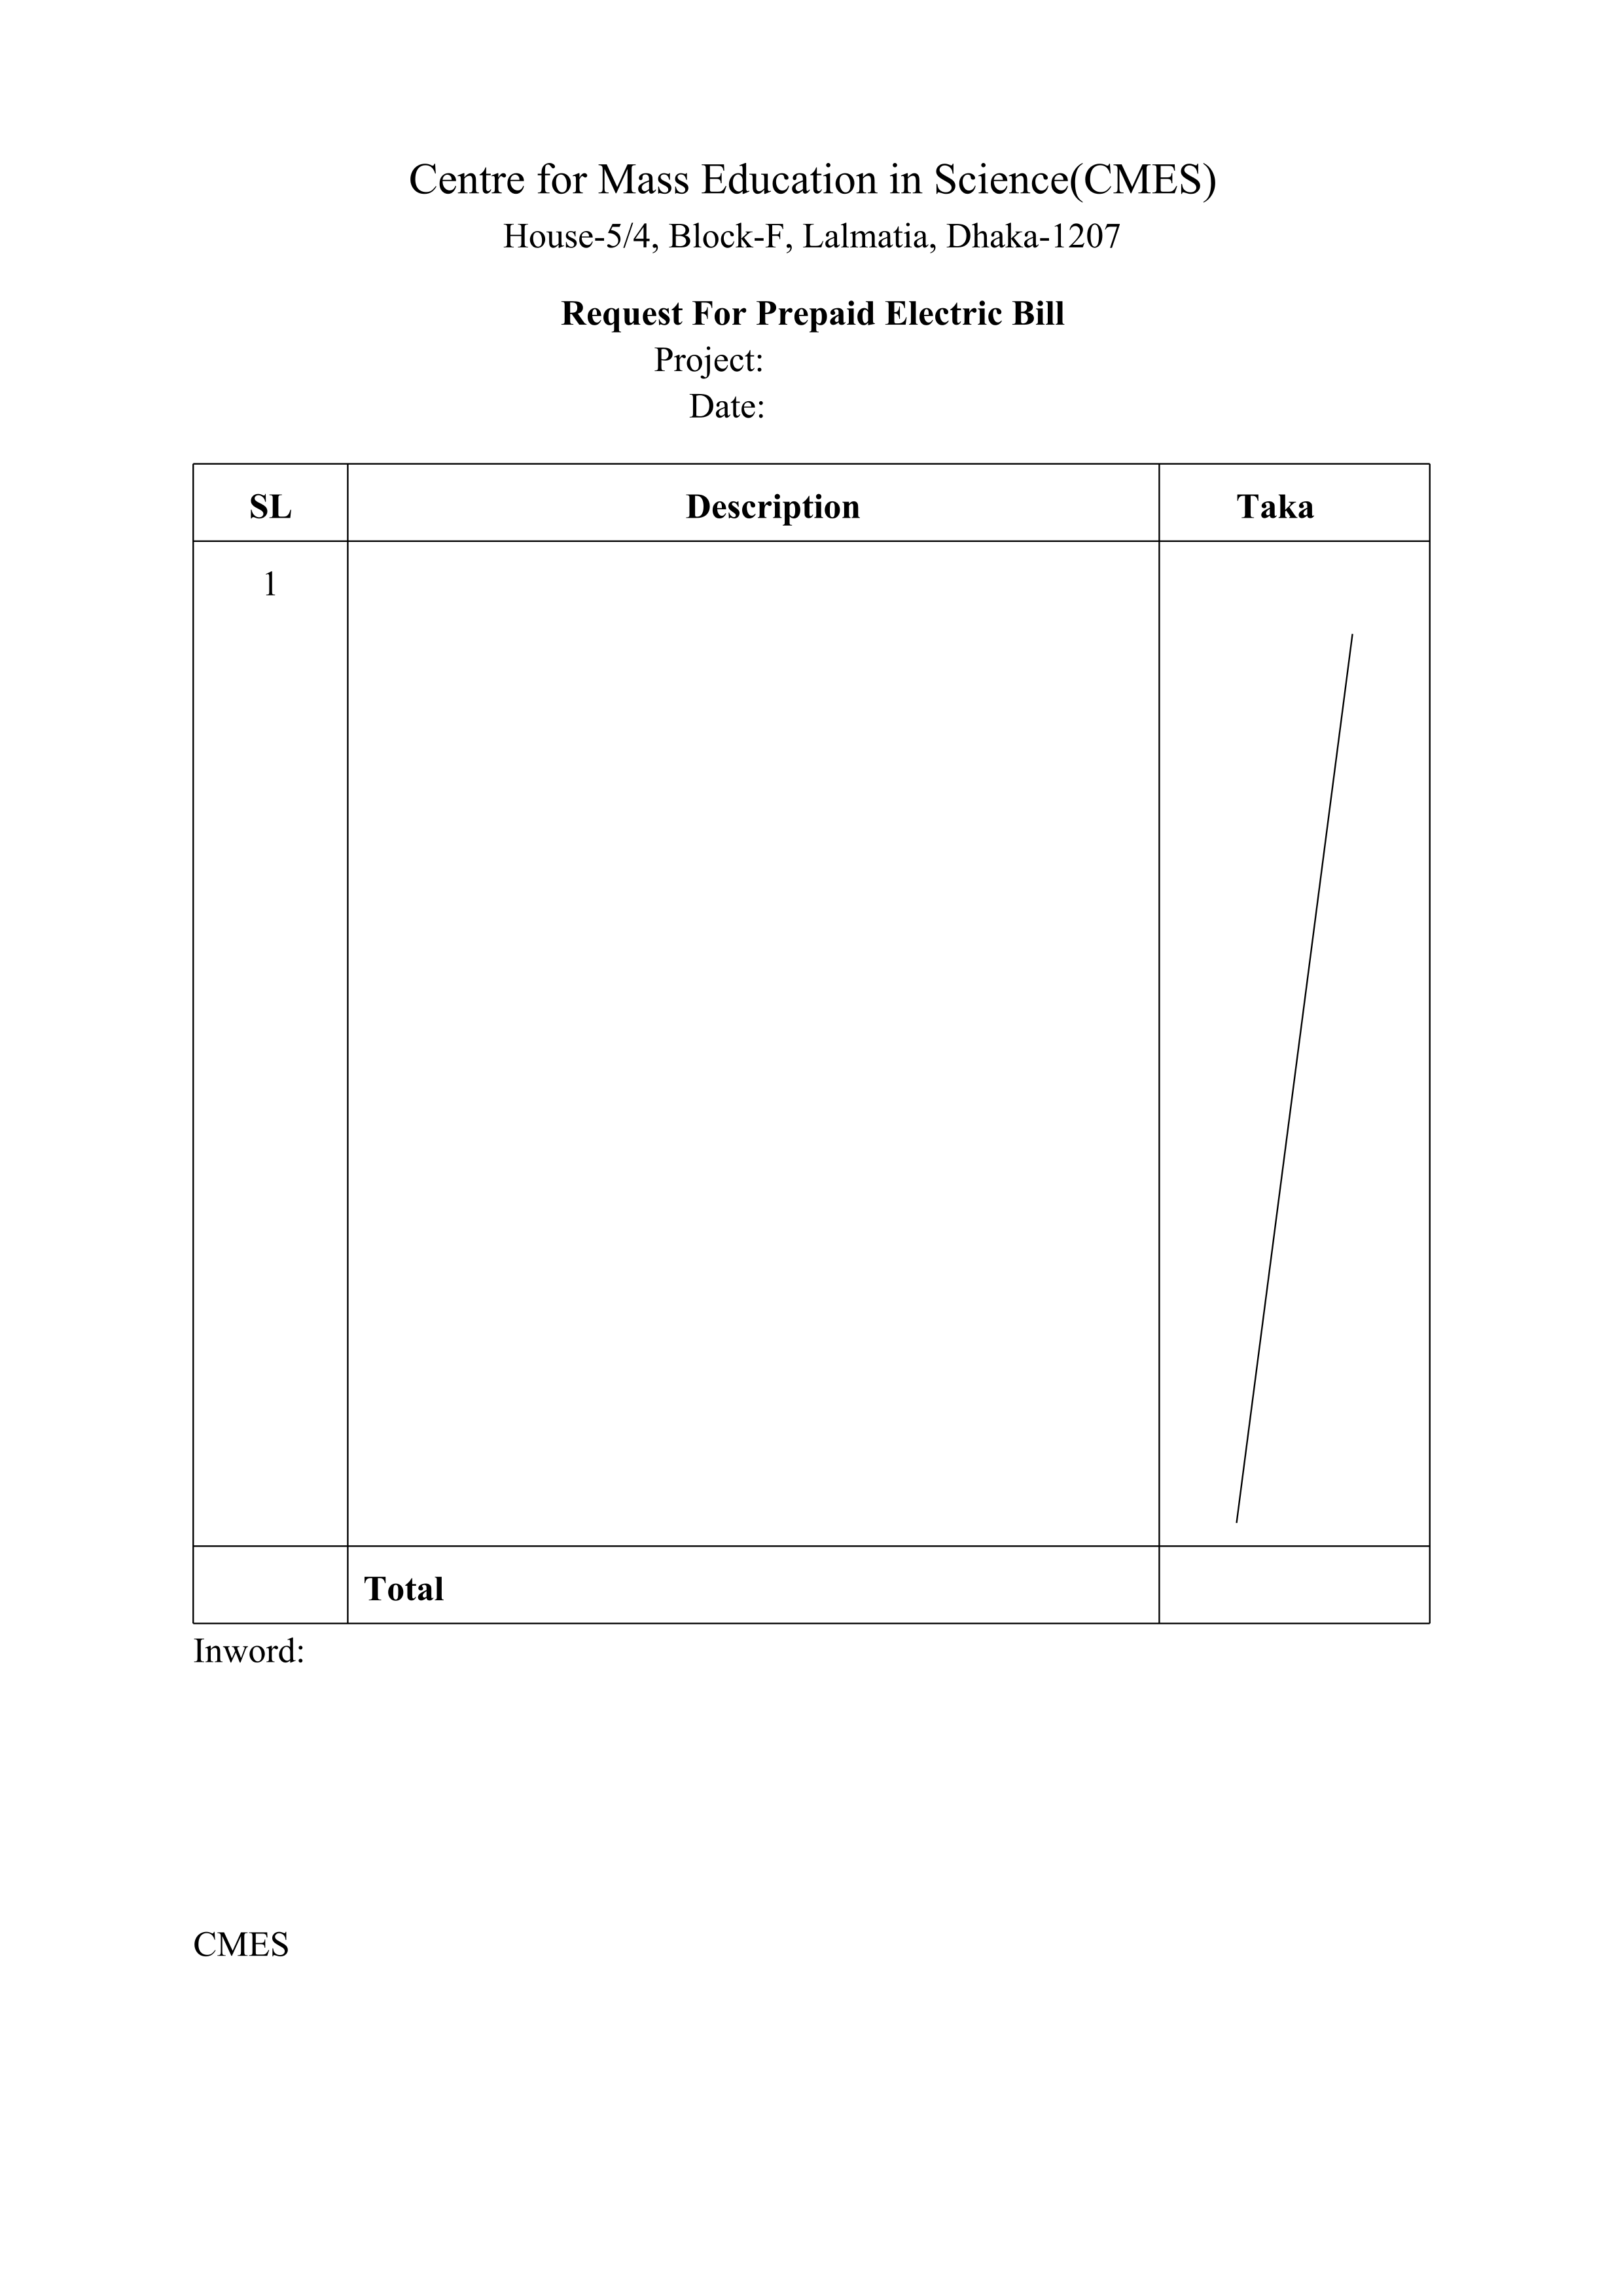 Centre for Mass Education in Science(CMES)
House-5/4, Block-F, Lalmatia, Dhaka-1207
Request For Prepaid Electric Bill
Project:
Date:
SL Description Taka
1
Total
Inword:
CMES